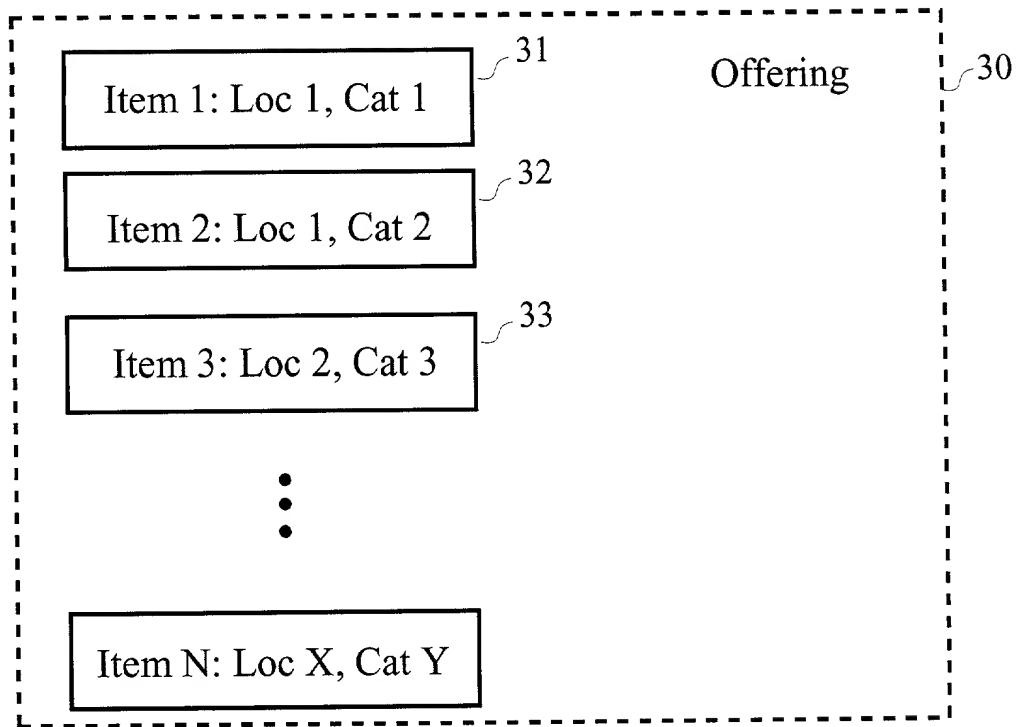 31
Offering
30
Item 1: Loc 1, Cat 1
32
Item 2: Loc 1, Cat 2
33
Item 3: Loc 2, Cat 3
Item N: Loc X, Cat Y